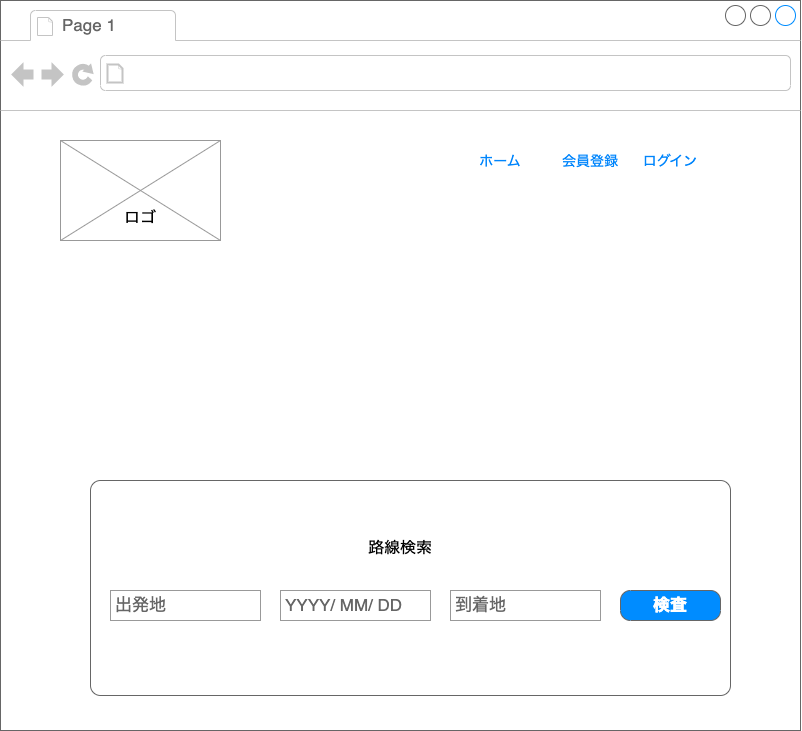 Page 1
ホーム
会員登録
ログイン
ロゴ
路線検索
出発地
YYYY/ MM/ DD
到着地
検査